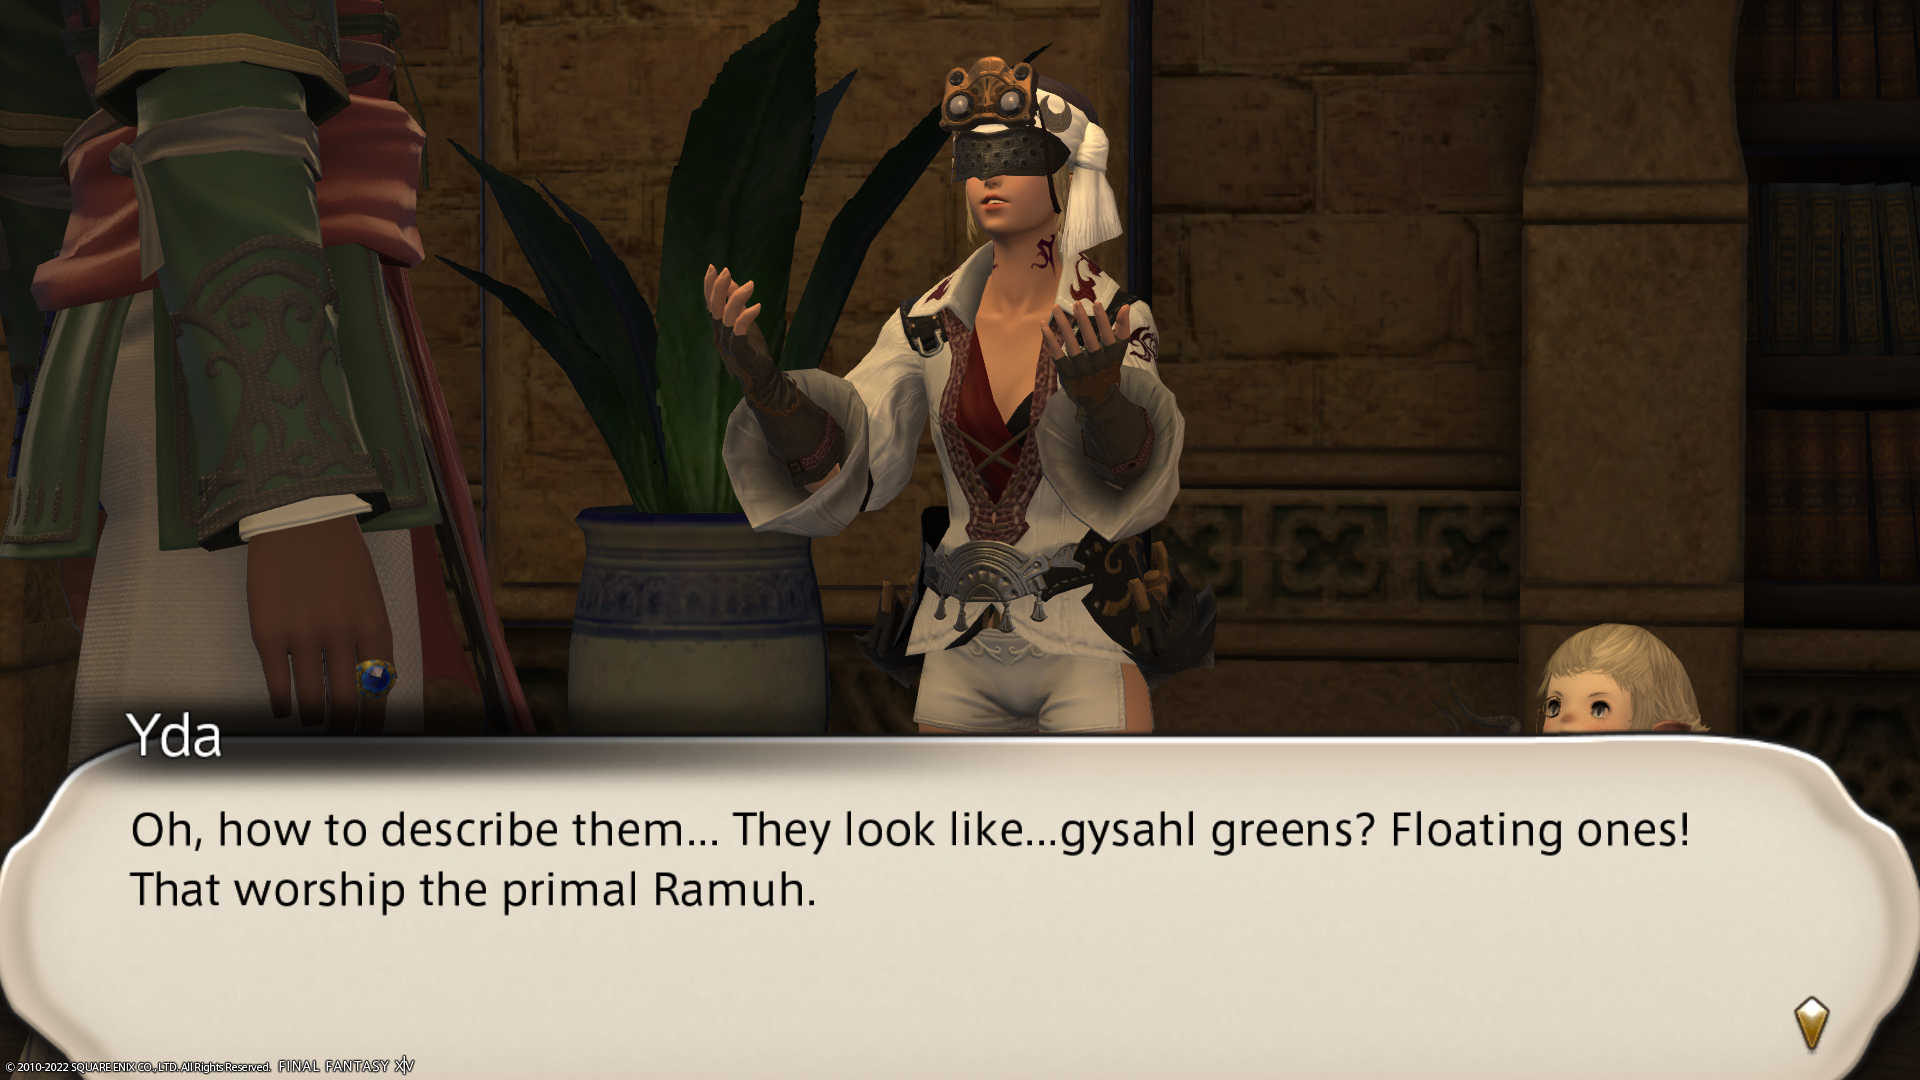 Yda
Oh, how to describe them... They look like...gysahl greens? Floating ones!
That worship the primal Ramuh.
© 2010-2022 SQUARE ENIX CO., LTD. All Rights Reserved. FINAL FANTASY XIV